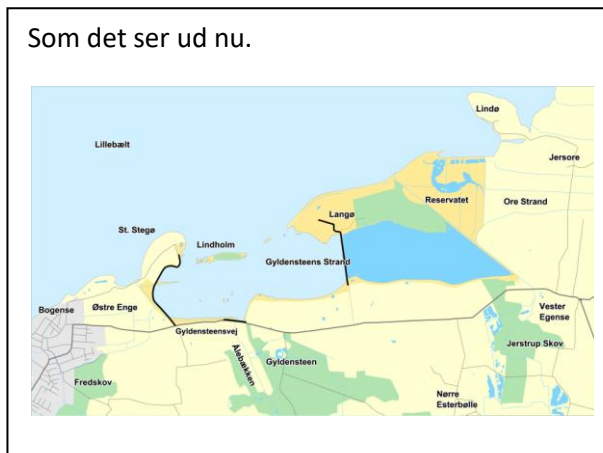 Som det ser ud nu.
Lindø
Lillebælt
Jersore
Reservatet
Ore Strand
Langø
St. Stegø
Lindholm
Gyldensteens Strand
Bogense
Østre Enge
Vester
Egense
Gyldensteensvej
Ålebækken
Gyldensteen
Jerstrup Skov
Fredskov
Nørre
Esterbølle